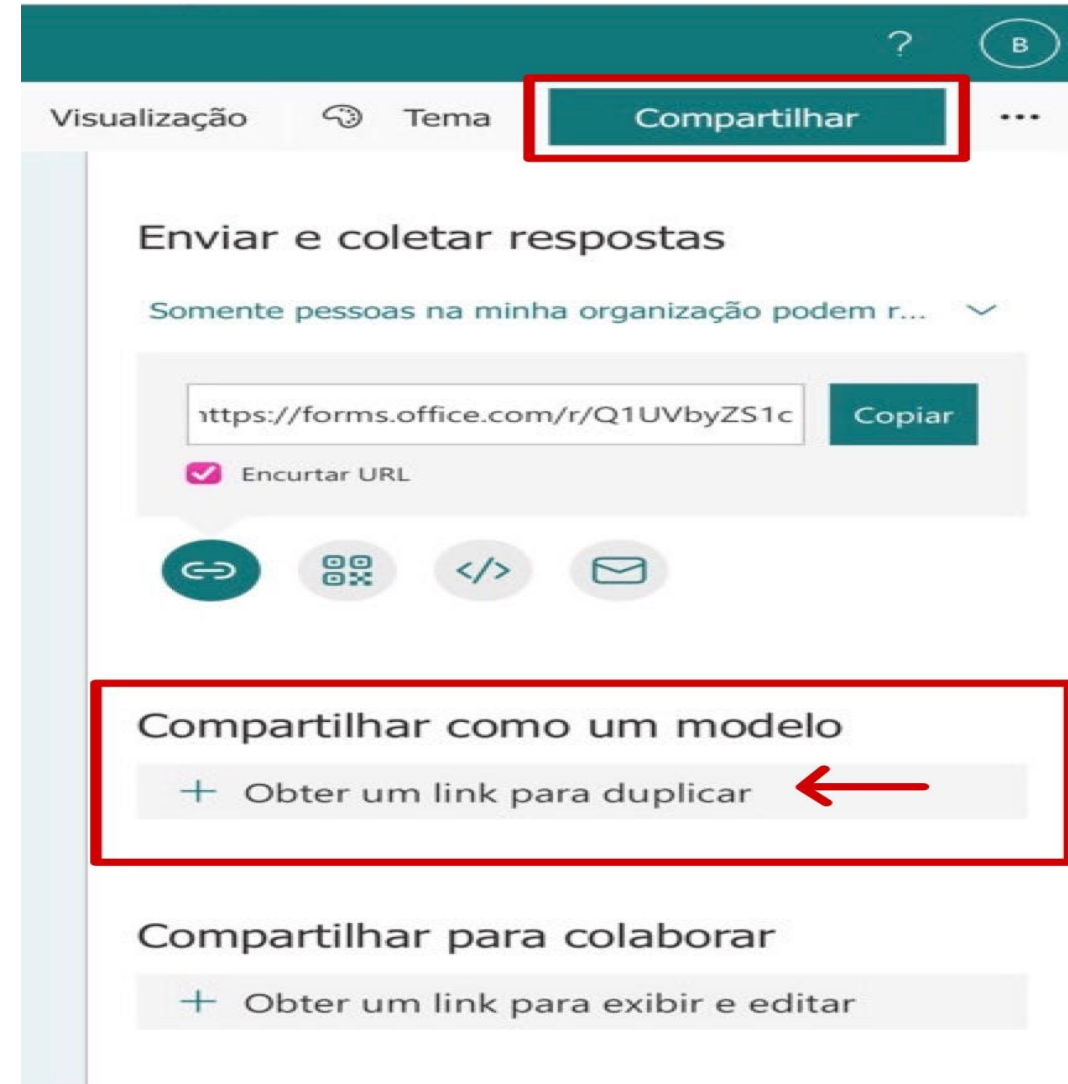 ? B
Visualização Tema Compartilhar ...
Enviar e coletar respostas
Somente pessoas na minha organização podem r...
https://forms.office.com/r/Q1UVbyZS1c Copiar
Encurtar URL
</>
Compartilhar como um modelo
+ Obter um link para duplicar
Compartilhar para colaborar
+ Obter um link para exibir e editar